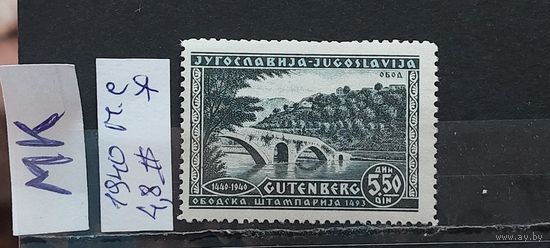 MK
1940 м.е
4,8 #
*
ЈУГОСЛАВИЈА-JUGOSLAVIJA
ОБОД
1440-1940
GUTENBERG
ДИН
5.50
DIN
ОБОДСКА ШТАМПАРИЈА 1493
www.ay.by